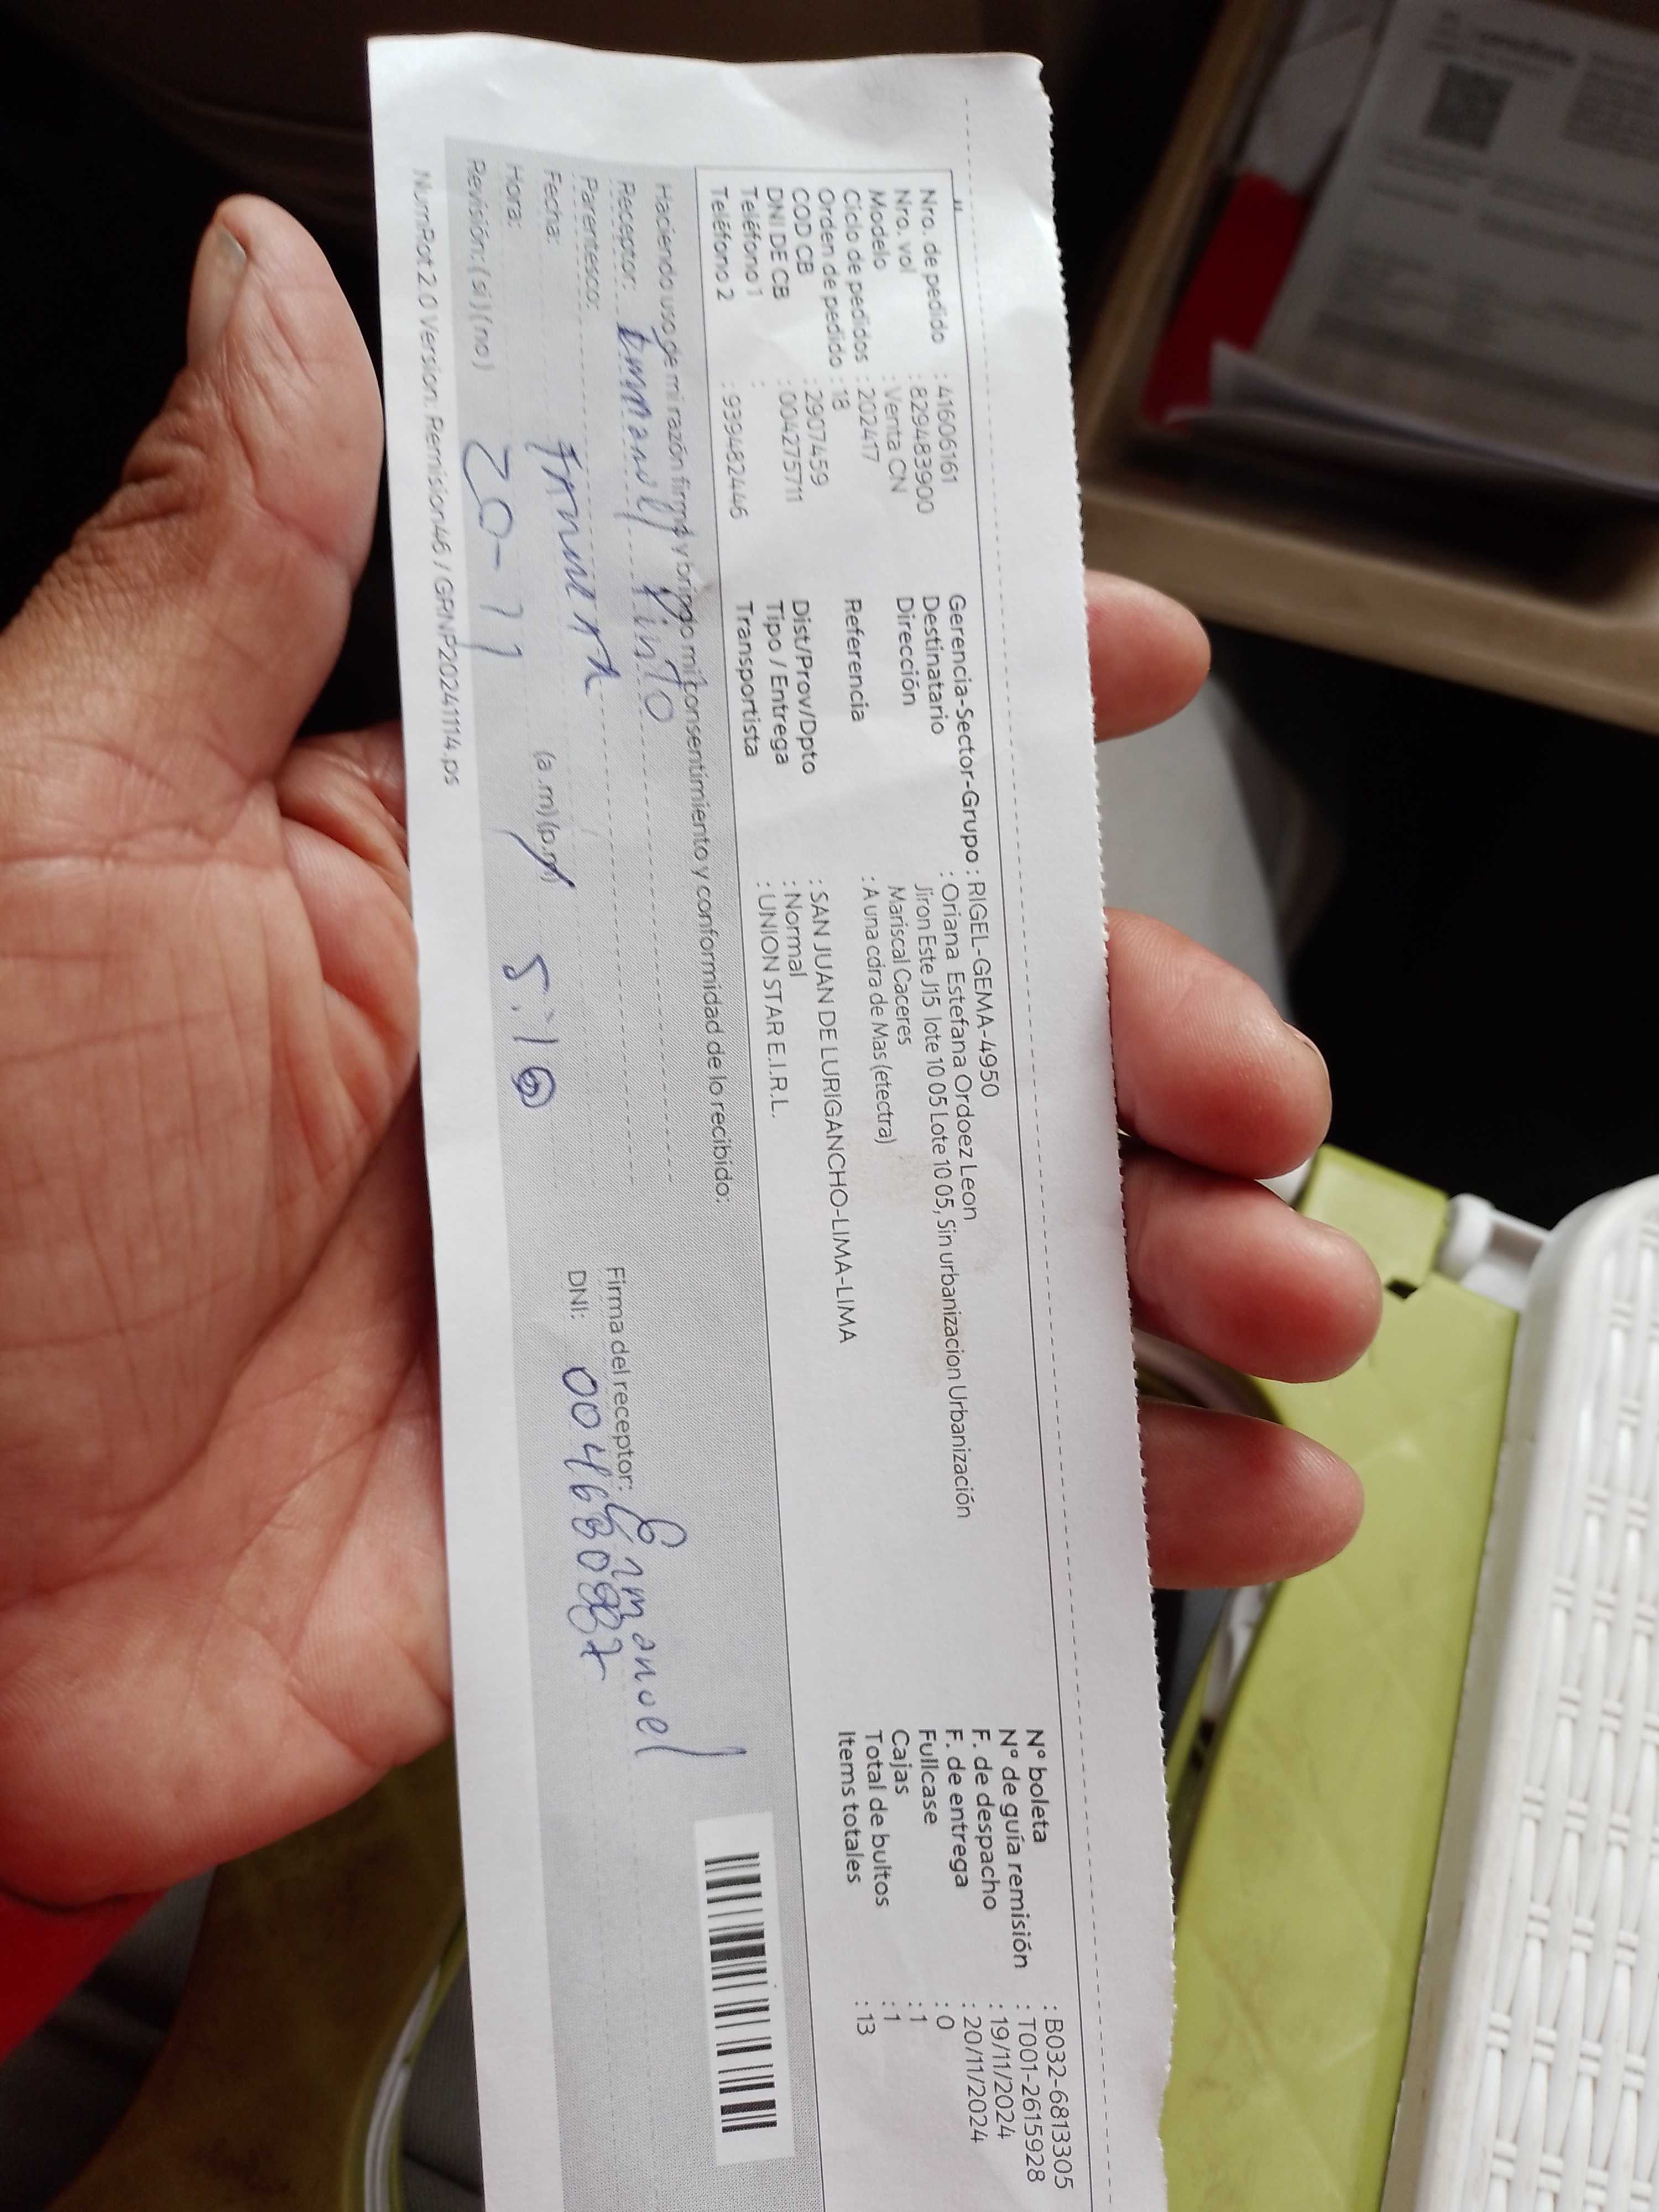 Nro. de pedido : 41606161
Nro. vol : 829483900
Modelo : Venta CN
Ciclo de pedidos : 202417
Orden de pedido : 18
COD CB : 2907459
DNI DE CB : 004275711
Teléfono 1 :
Teléfono 2 : 939482446
Gerencia-Sector-Grupo : RIGEL-GEMA-4950
Destinatario : Oriana Estefana Ordoez Leon
Dirección Jiron Este J15 lote 10 05 Lote 10 05, Sin urbanizacion Urbanización
Mariscal Caceres
Referencia : A una cdra de Mas (etectra)
Dist/Prov/Dpto : SAN JUAN DE LURIGANCHO-LIMA-LIMA
Tipo / Entrega : Normal
Transportista : UNION STAR E.I.R.L.
N° boleta : B032-6813305
N° de guía remisión : T001-2615928
F. de despacho : 19/11/2024
F. de entrega : 20/11/2024
Fullcase : 0
Cajas : 1
Total de bultos : 1
Items totales : 13
Haciendo uso de mi razón firmo y brindo mi consentimiento y conformidad de lo recibido:
Receptor: Emmanuel Pinto
Parentesco:
Fecha: (a.m)(p.m) 5:10
Hora: 20-11
Revisión: (si) (no)
Firma del receptor: Emmanuel
DNI:
NumRot 2.0 Version: Remision46 / GRNP20241114.ps